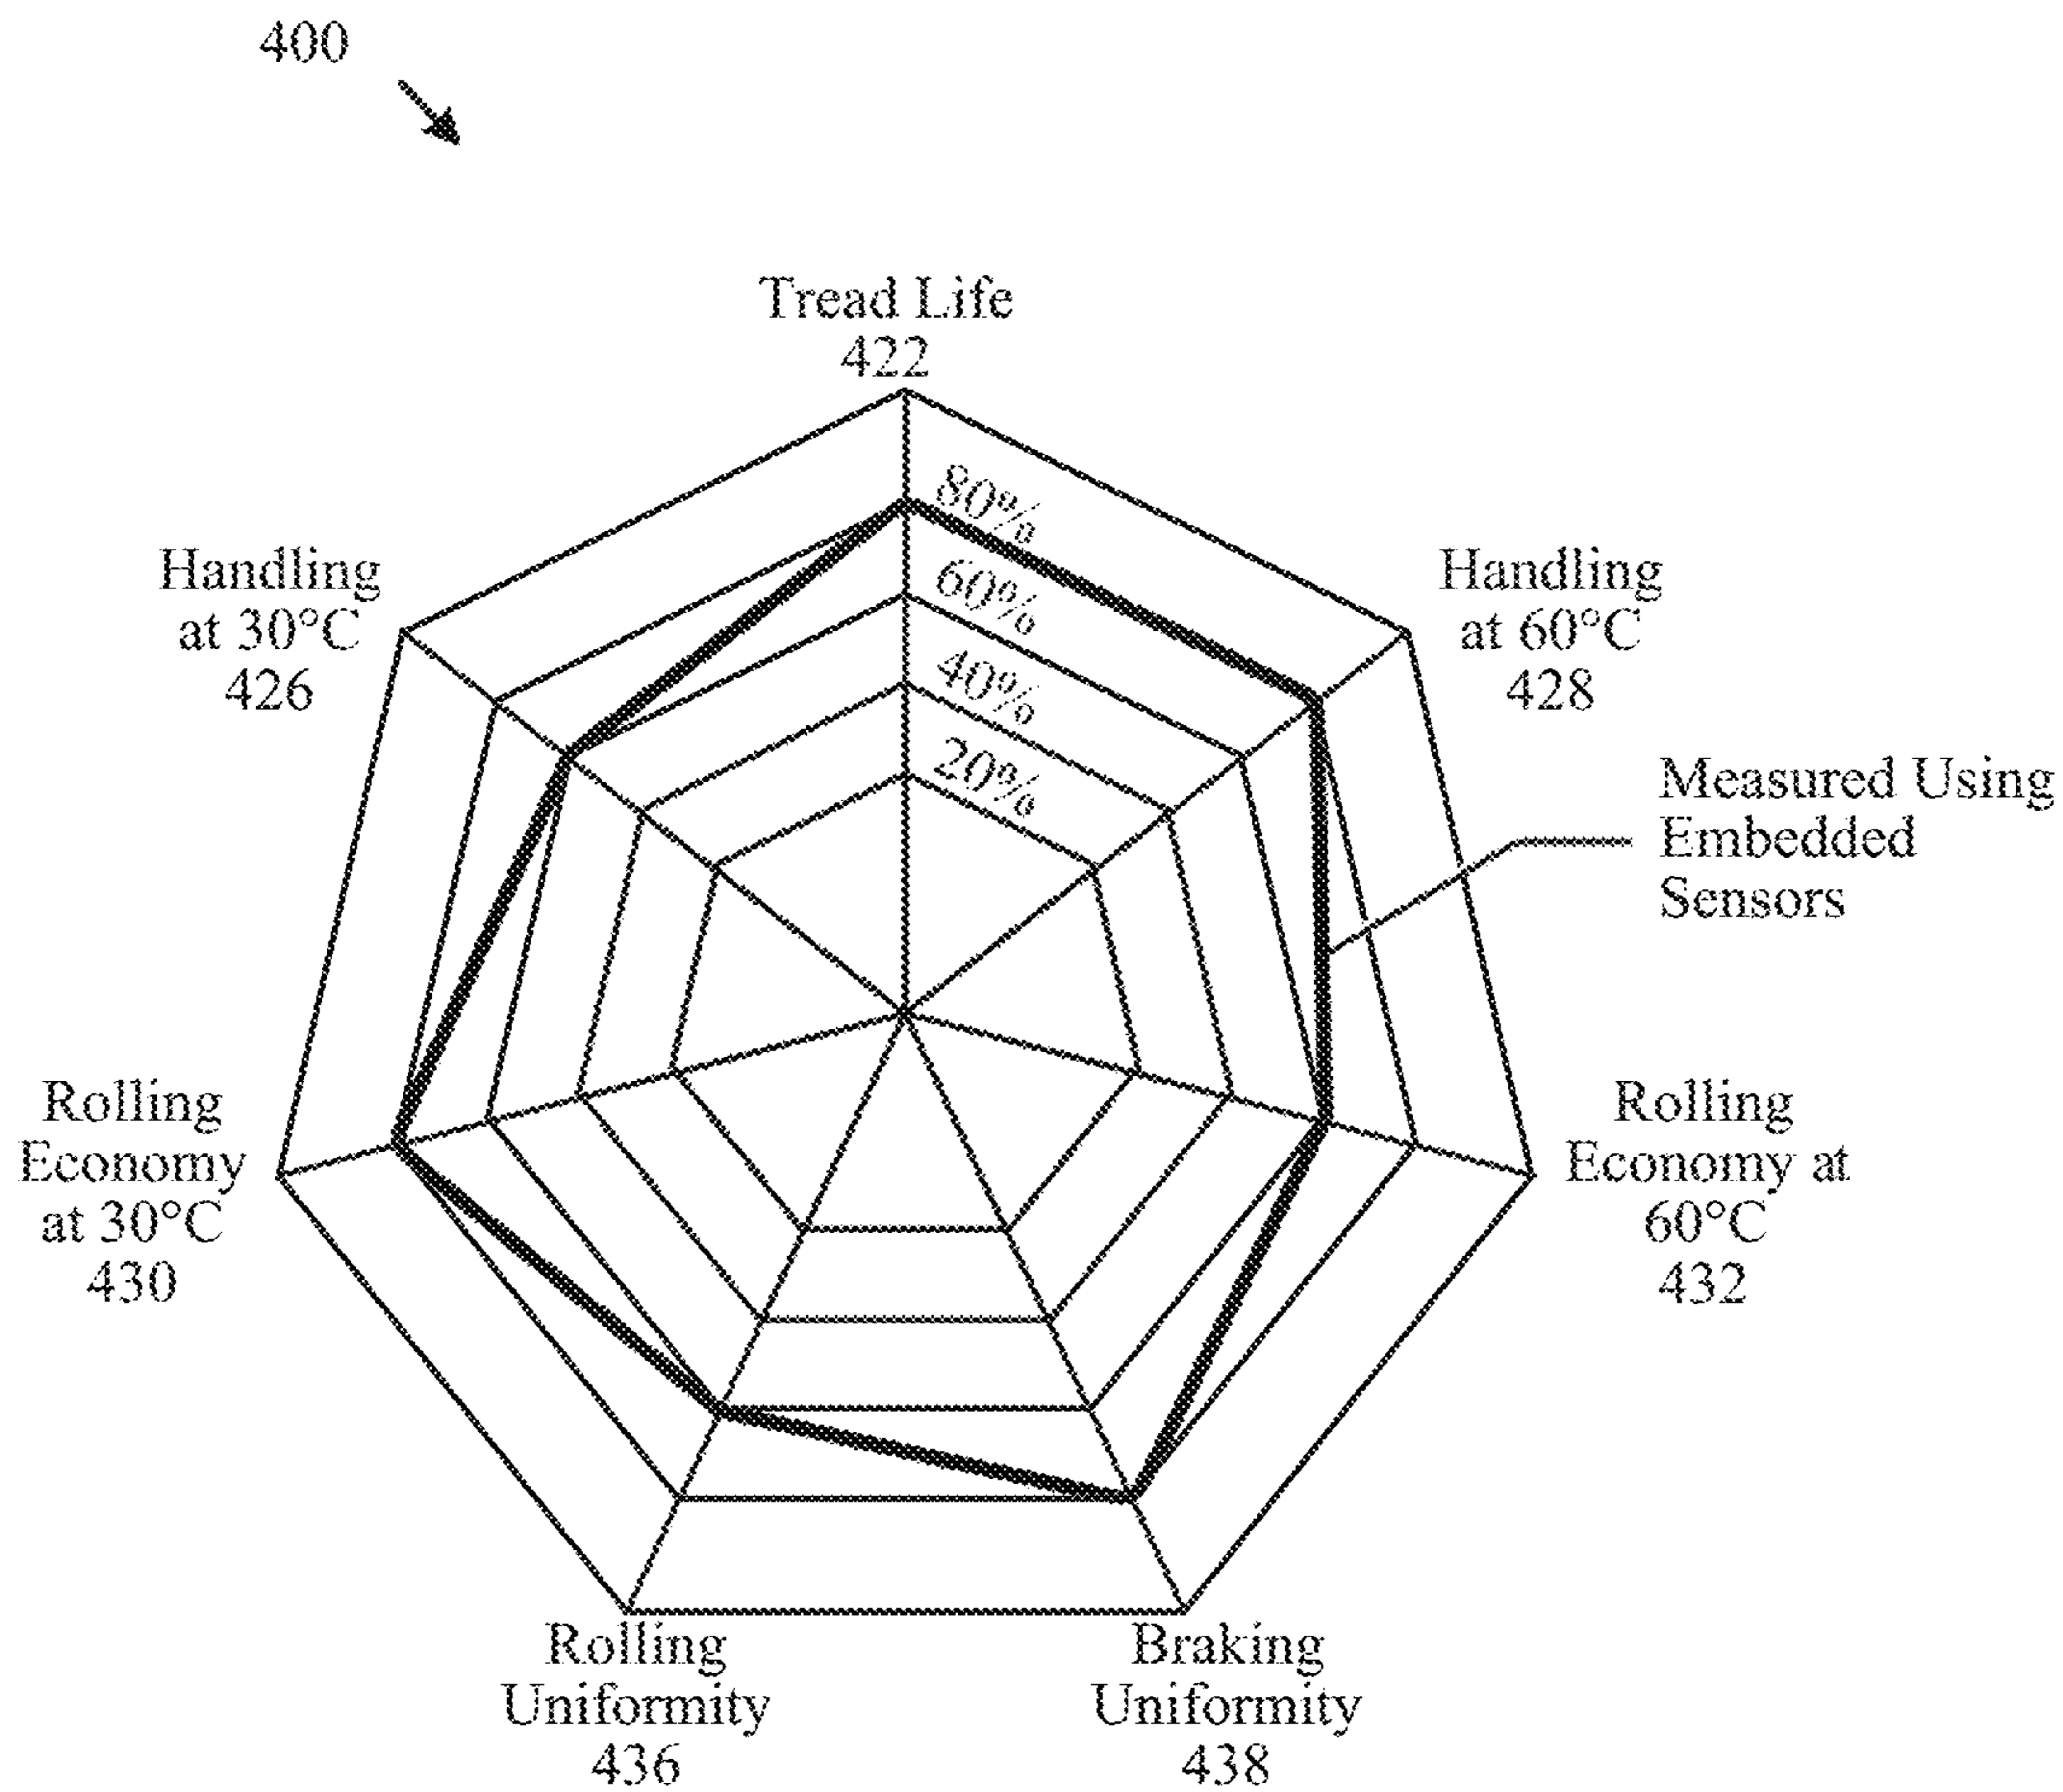 400
Tread Life
422
80%
60%
40%
20%
Handling
at 30°C
426
Handling
at 60°C
428
Measured Using
Embedded
Sensors
Rolling
Economy
at 30°C
430
Rolling
Economy at
60°C
432
Rolling
Uniformity
436
Braking
Uniformity
438